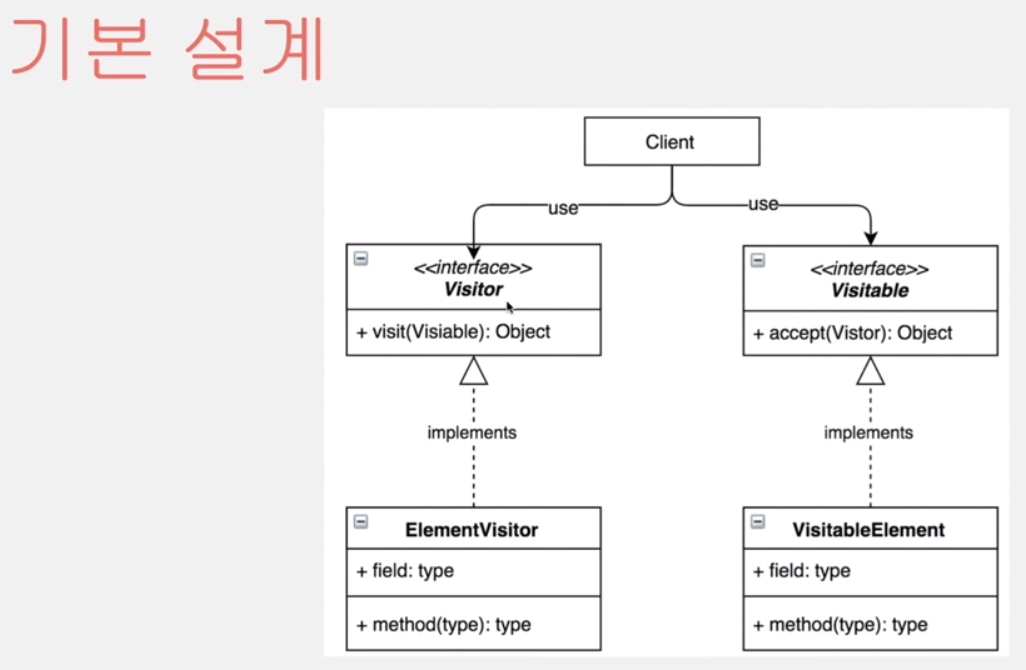 기본 설계
Client
use
use
<<interface>>
Visitor
+ visit(Visiable): Object
<<interface>>
Visitable
+ accept(Vistor): Object
implements
implements
ElementVisitor
+ field: type
+ method(type): type
VisitableElement
+ field: type
+ method(type): type